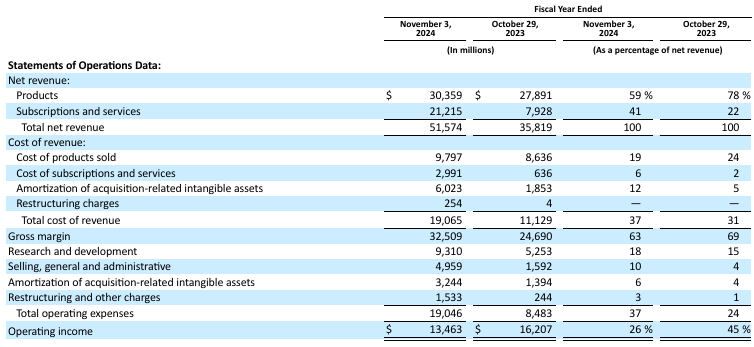 Fiscal Year Ended
November 3, 2024 October 29, 2023 November 3, 2024 October 29, 2023
(In millions) (As a percentage of net revenue)
Statements of Operations Data:
Net revenue:
Products $ 30,359 $ 27,891 59 % 78 %
Subscriptions and services 21,215 7,928 41 22
Total net revenue 51,574 35,819 100 100
Cost of revenue:
Cost of products sold 9,797 8,636 19 24
Cost of subscriptions and services 2,991 636 6 2
Amortization of acquisition-related intangible assets 6,023 1,853 12 5
Restructuring charges 254 4 — —
Total cost of revenue 19,065 11,129 37 31
Gross margin 32,509 24,690 63 69
Research and development 9,310 5,253 18 15
Selling, general and administrative 4,959 1,592 10 4
Amortization of acquisition-related intangible assets 3,244 1,394 6 4
Restructuring and other charges 1,533 244 3 1
Total operating expenses 19,046 8,483 37 24
Operating income $ 13,463 $ 16,207 26 % 45 %